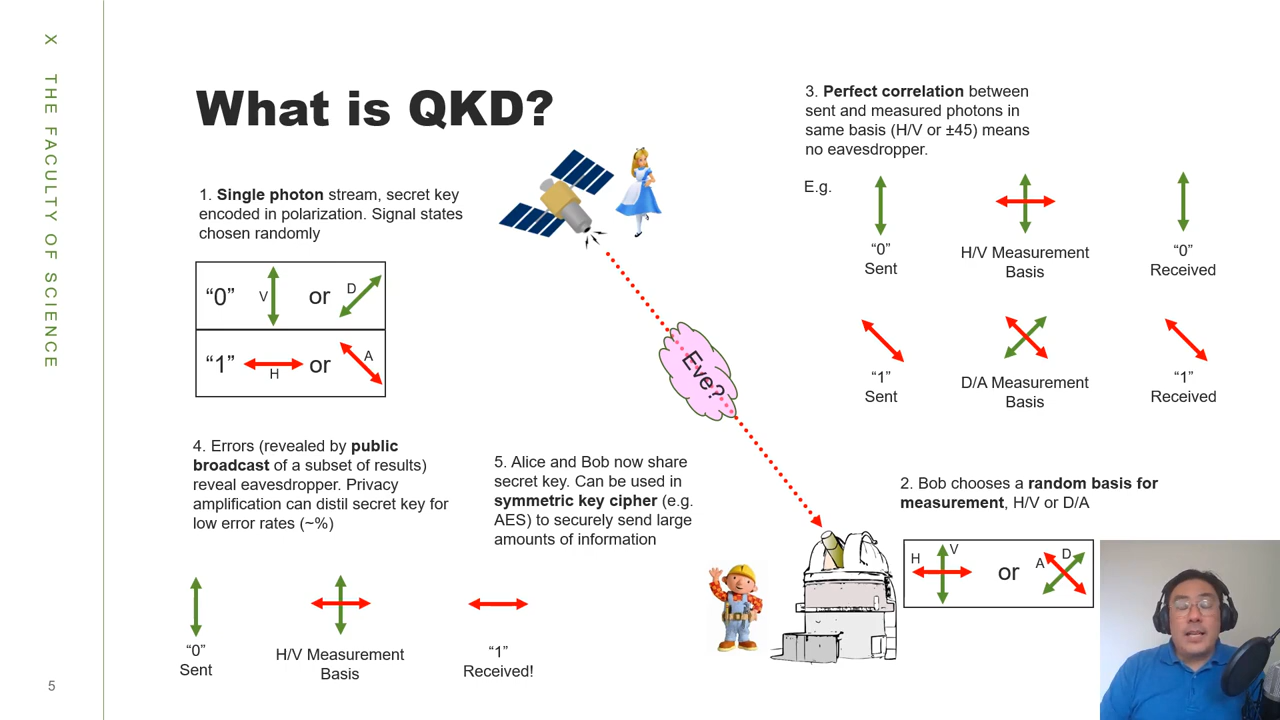 X THE FACULTY OF SCIENCE
What is QKD?
1. Single photon stream, secret key
encoded in polarization. Signal states
chosen randomly
“0” V or D
“1” H or A
Eve?
2. Bob chooses a random basis for
measurement, H/V or D/A
H V or A D
3. Perfect correlation between
sent and measured photons in
same basis (H/V or ±45) means
no eavesdropper.
E.g.
“0”
Sent
H/V Measurement
Basis
“0”
Received
“1”
Sent
D/A Measurement
Basis
“1”
Received
4. Errors (revealed by public
broadcast of a subset of results)
reveal eavesdropper. Privacy
amplification can distil secret key for
low error rates (~%)
“0”
Sent
H/V Measurement
Basis
“1”
Received!
5. Alice and Bob now share
secret key. Can be used in
symmetric key cipher (e.g.
AES) to securely send large
amounts of information
5